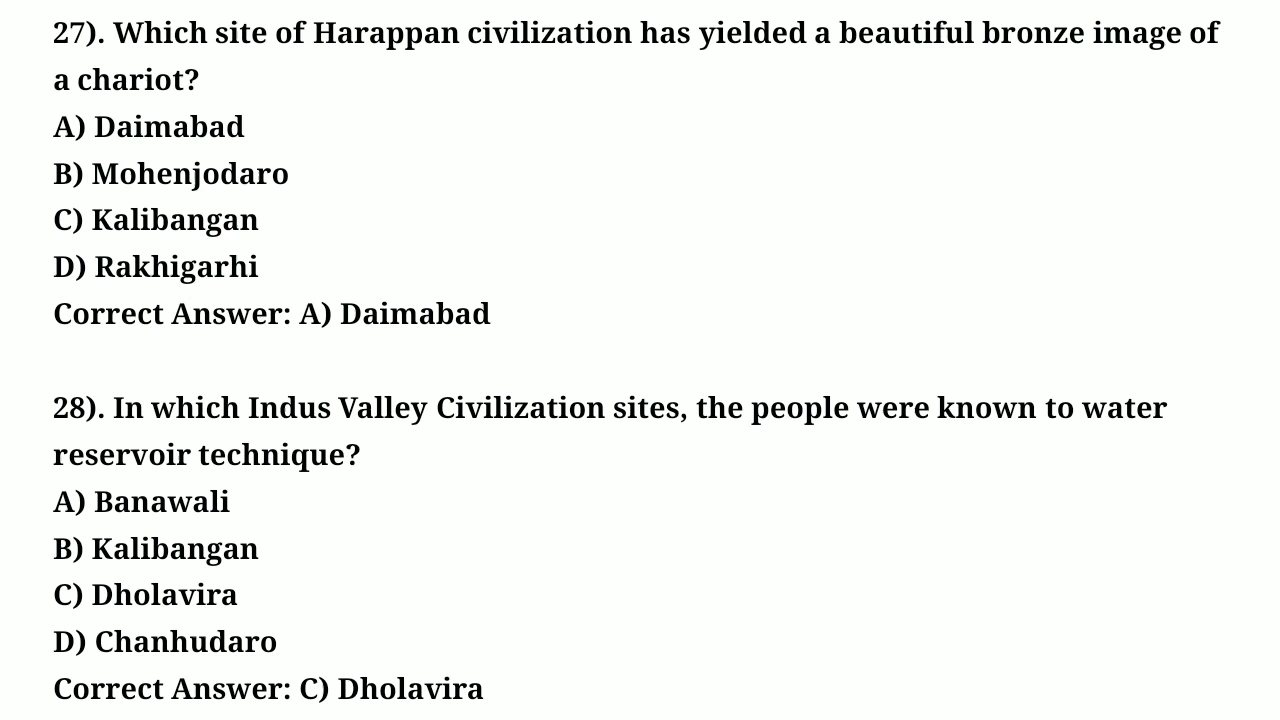 27). Which site of Harappan civilization has yielded a beautiful bronze image of
a chariot?
A) Daimabad
B) Mohenjodaro
C) Kalibangan
D) Rakhigarhi
Correct Answer: A) Daimabad
28). In which Indus Valley Civilization sites, the people were known to water
reservoir technique?
A) Banawali
B) Kalibangan
C) Dholavira
D) Chanhudaro
Correct Answer: C) Dholavira